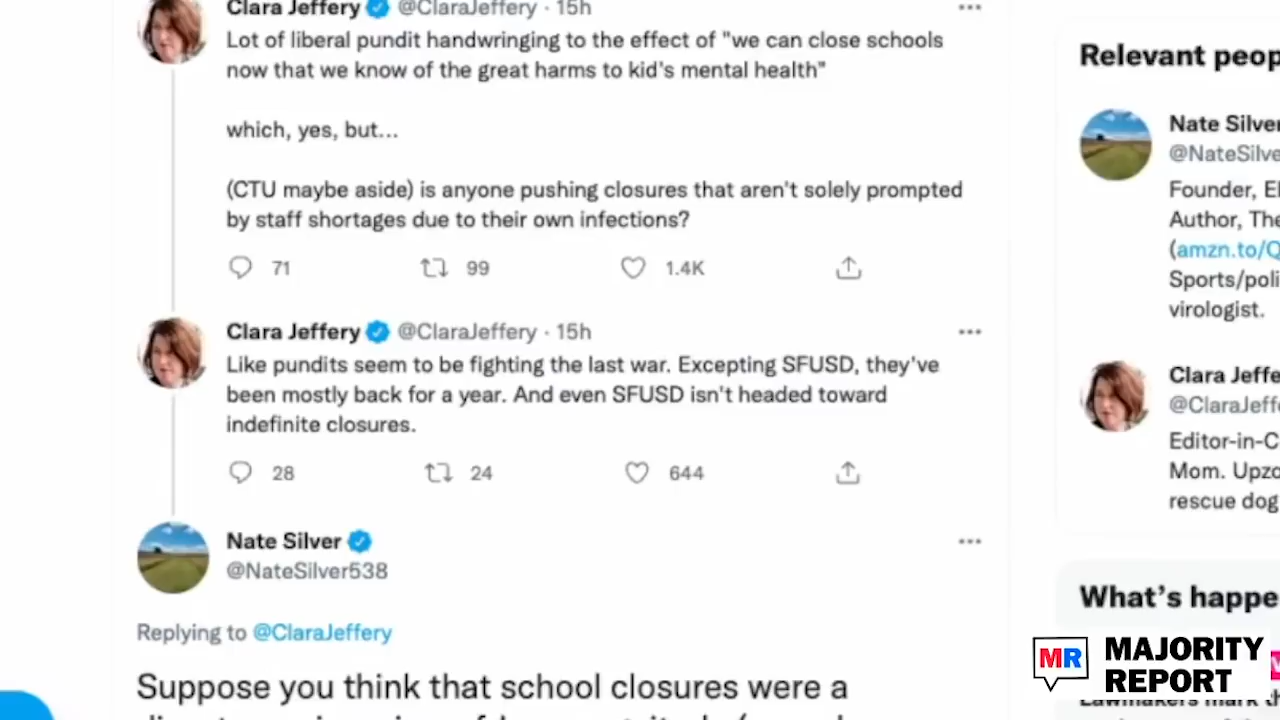 Clara Jeffery @ClaraJeffery · 15h
Lot of liberal pundit handwringing to the effect of "we can close schools
now that we know of the great harms to kid's mental health"
which, yes, but...
(CTU maybe aside) is anyone pushing closures that aren't solely prompted
by staff shortages due to their own infections?
71 99 1.4K
Clara Jeffery @ClaraJeffery · 15h
Like pundits seem to be fighting the last war. Excepting SFUSD, they've
been mostly back for a year. And even SFUSD isn't headed toward
indefinite closures.
28 24 644
Nate Silver
@NateSilver538
Replying to @ClaraJeffery
Suppose you think that school closures were a
Relevant peop
Nate Silver
@NateSilve
Founder, E
Author, The
(amzn.to/Q
Sports/poli
virologist.
Clara Jeffe
@ClaraJeff
Editor-in-C
Mom. Upzo
rescue dog
What's happe
MR MAJORITY
REPORT